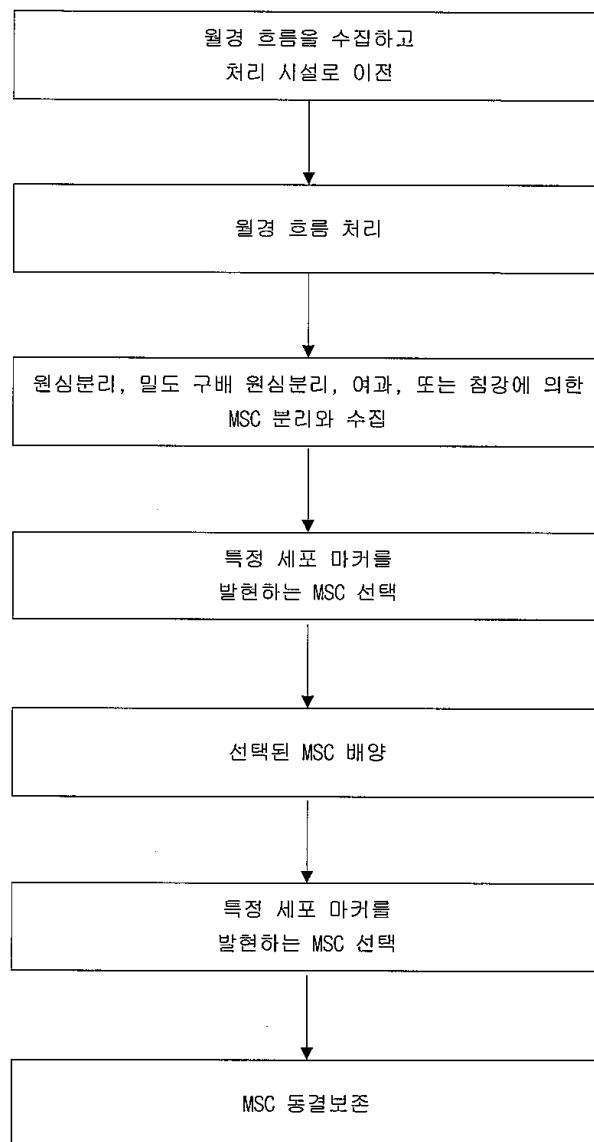 월경 흐름을 수집하고
처리 시설로 이전
월경 흐름 처리
원심분리, 밀도 구배 원심분리, 여과, 또는 침강에 의한
MSC 분리와 수집
특정 세포 마커를
발현하는 MSC 선택
선택된 MSC 배양
특정 세포 마커를
발현하는 MSC 선택
MSC 동결보존